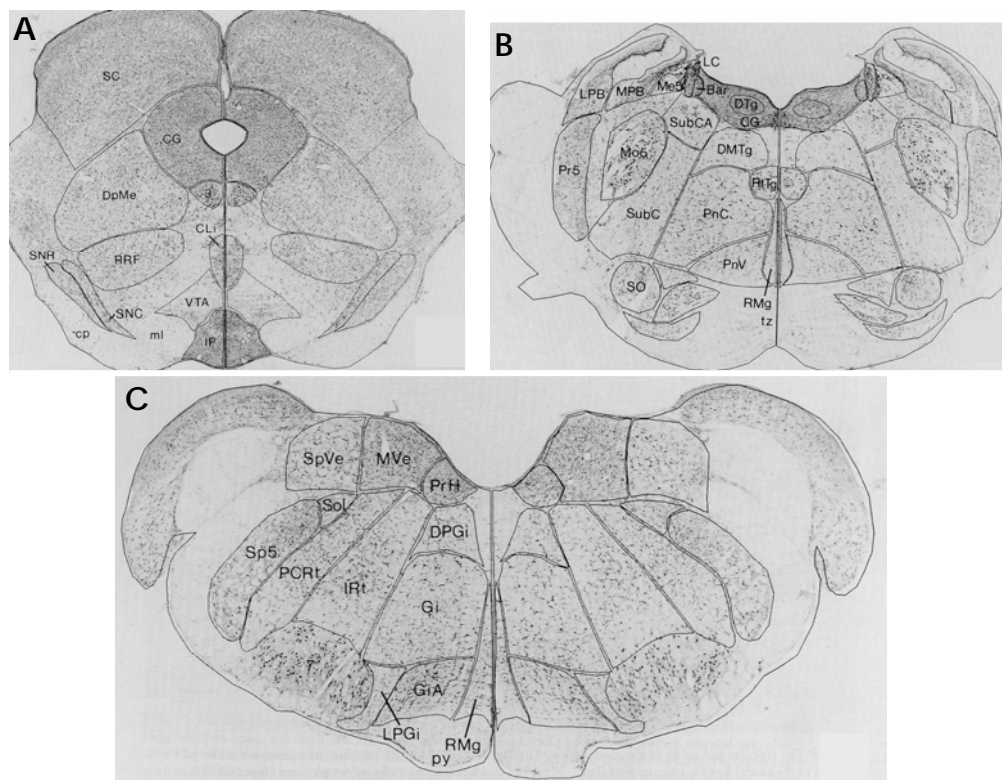 A
SC
CG
3
DpMe
CLi
SNR
RRF
VTA
SNC
cp
ml
IP
B
LC
LPB
MPB
Me5
Bar
DTg
CG
SubCA
DMTg
Mo5
Pr5
RtTg
SubC
PnC
PnV
SO
RMg
tz
C
SpVe
MVe
PrH
Sol
DPGi
Sp5
PCRt
IRt
Gi
7
GiA
LPGi
RMg
py